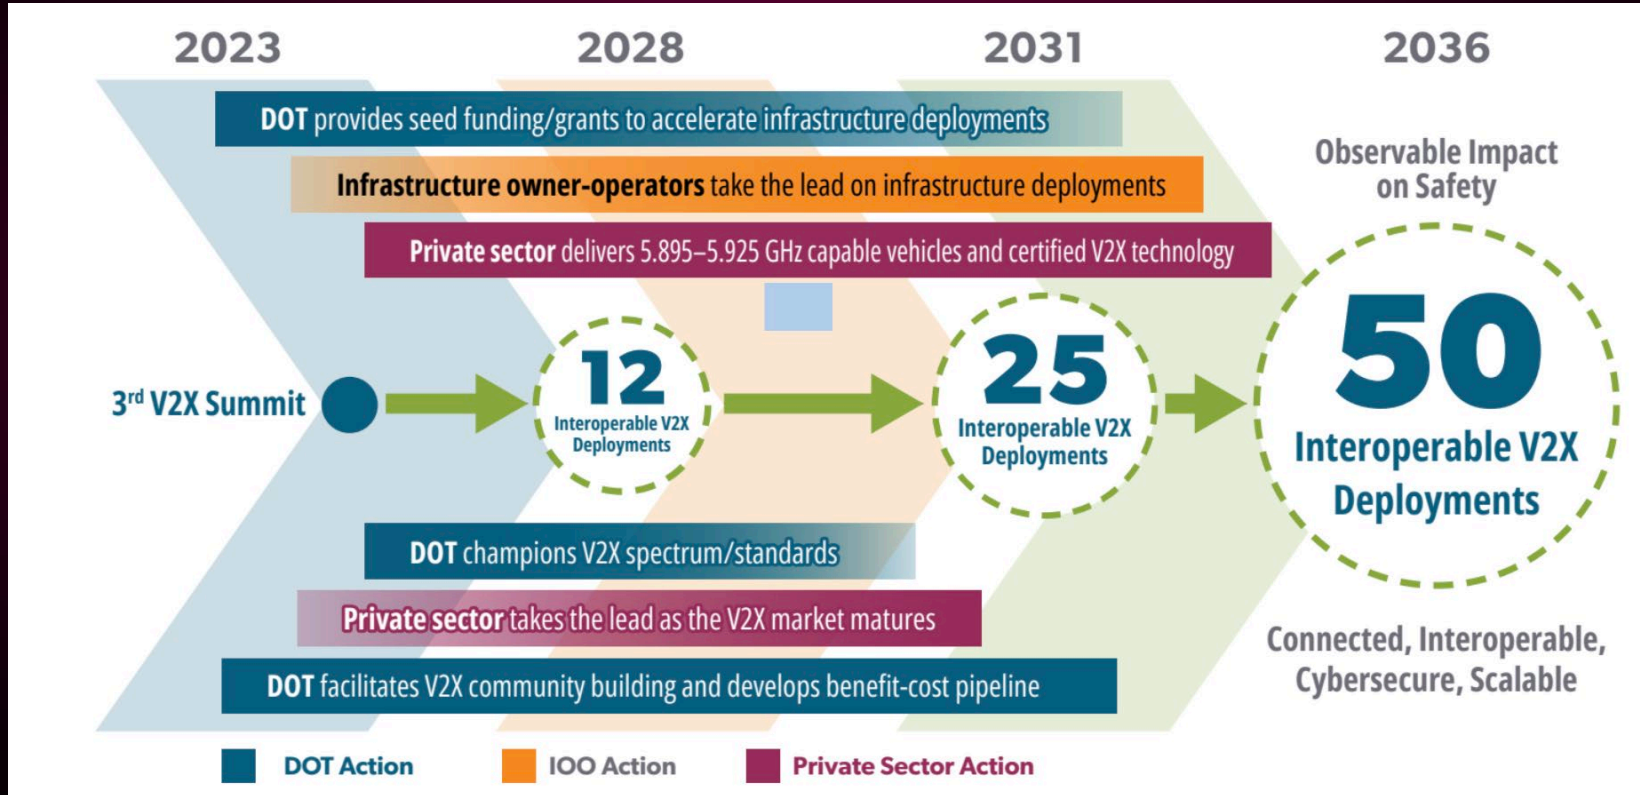 2023
2028
2031
2036
DOT provides seed funding/grants to accelerate infrastructure deployments
Infrastructure owner-operators take the lead on infrastructure deployments
Private sector delivers 5.895–5.925 GHz capable vehicles and certified V2X technology
Observable Impact
on Safety
3rd V2X Summit
12
Interoperable V2X
Deployments
25
Interoperable V2X
Deployments
50
Interoperable V2X
Deployments
DOT champions V2X spectrum/standards
Private sector takes the lead as the V2X market matures
DOT facilitates V2X community building and develops benefit-cost pipeline
Connected, Interoperable,
Cybersecure, Scalable
DOT Action
IOO Action
Private Sector Action